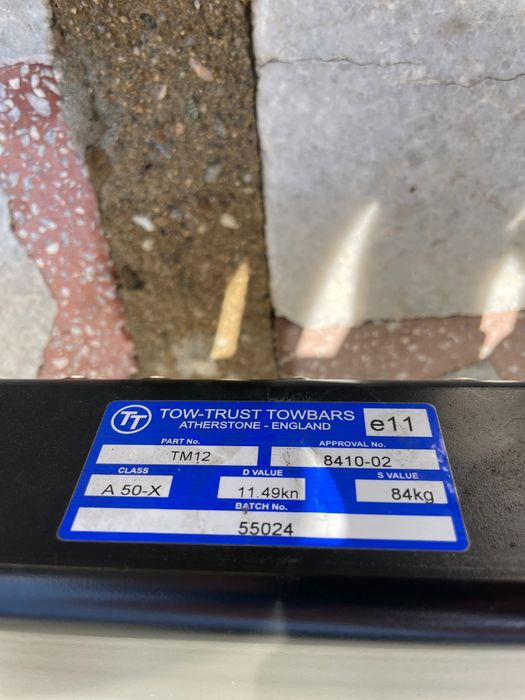 TT TOW-TRUST TOWBARS e11
ATHERSTONE - ENGLAND
PART No. APPROVAL No.
TM12 8410-02
CLASS D VALUE S VALUE
A 50-X 11.49kn 84kg
BATCH No.
55024